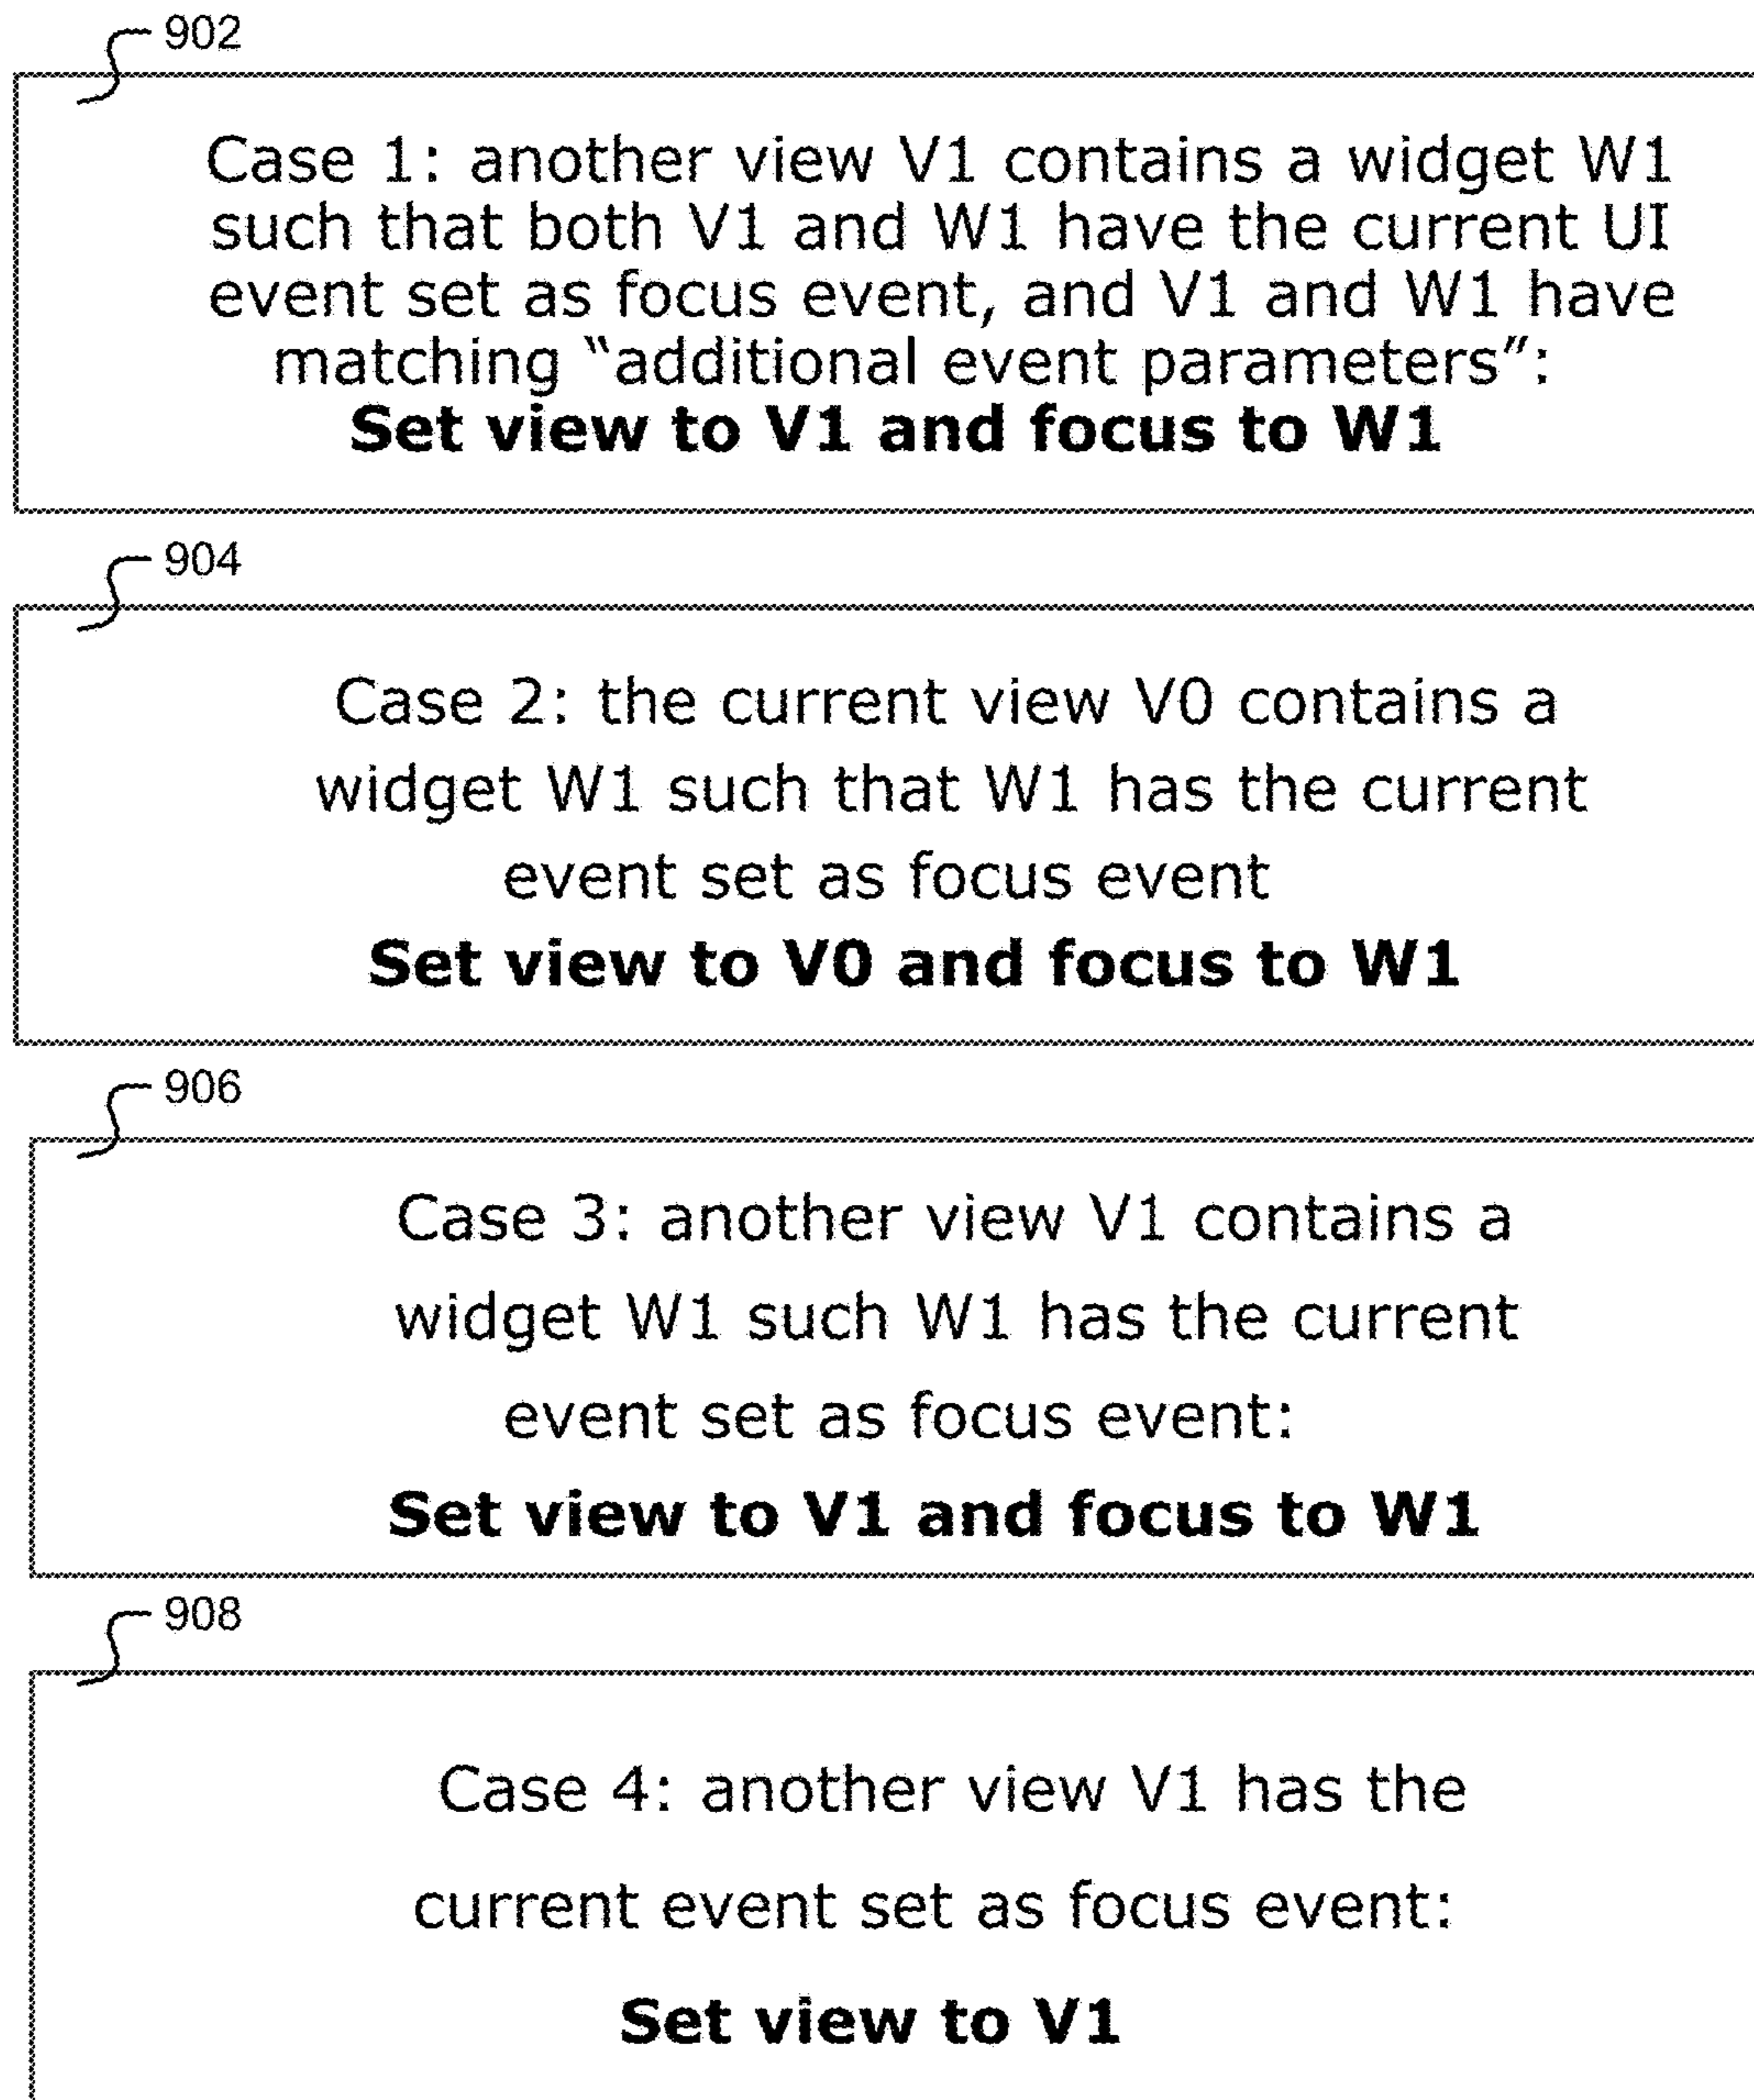 902
Case 1: another view V1 contains a widget W1
such that both V1 and W1 have the current UI
event set as focus event, and V1 and W1 have
matching “additional event parameters”:
Set view to V1 and focus to W1
904
Case 2: the current view V0 contains a
widget W1 such that W1 has the current
event set as focus event
Set view to V0 and focus to W1
906
Case 3: another view V1 contains a
widget W1 such W1 has the current
event set as focus event:
Set view to V1 and focus to W1
908
Case 4: another view V1 has the
current event set as focus event:
Set view to V1